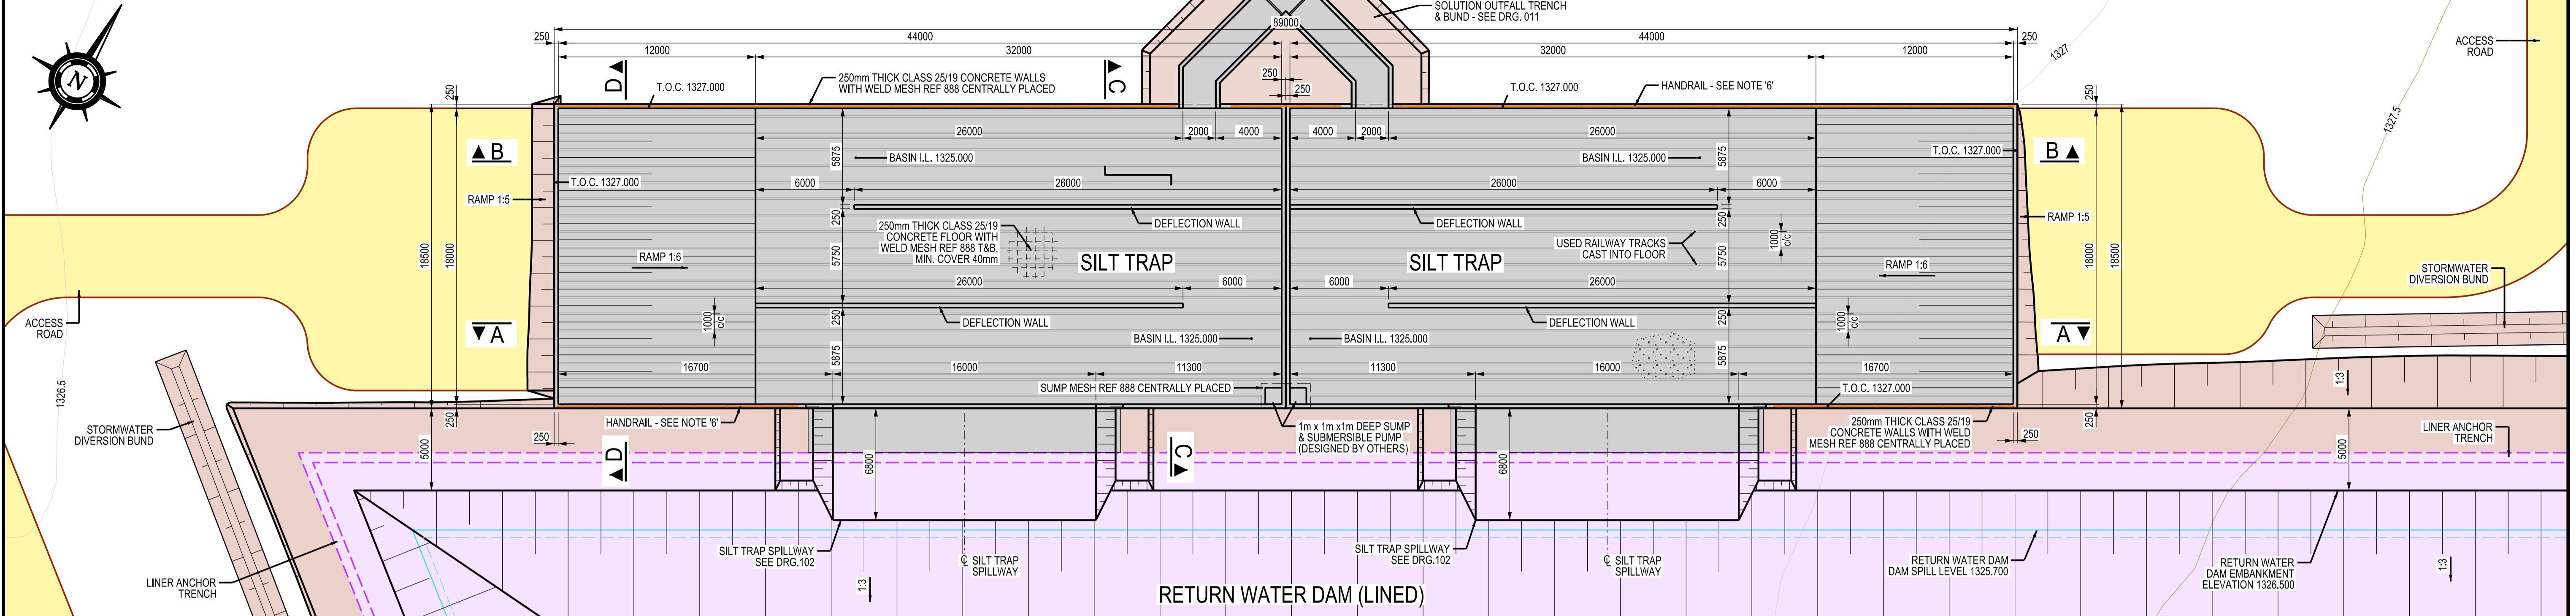 SOLUTION OUTFALL TRENCH
& BUND - SEE DRG. 011
89000
250
44000
44000
250
12000
32000
32000
12000
1327
ACCESS
ROAD
N
D
C
250mm THICK CLASS 25/19 CONCRETE WALLS
WITH WELD MESH REF 888 CENTRALLY PLACED
T.O.C. 1327.000
250
250
T.O.C. 1327.000
HANDRAIL - SEE NOTE '6'
250
250
1327.5
26000
2000
4000
4000
2000
26000
B
BASIN I.L. 1325.000
BASIN I.L. 1325.000
5875
5875
T.O.C. 1327.000
B
T.O.C. 1327.000
6000
26000
26000
6000
RAMP 1:5
RAMP 1:5
DEFLECTION WALL
DEFLECTION WALL
250
250
250mm THICK CLASS 25/19
CONCRETE FLOOR WITH
WELD MESH REF 888 T&B,
MIN. COVER 40mm
USED RAILWAY TRACKS
CAST INTO FLOOR
1000
c/c
18500
18000
RAMP 1:6
5750
SILT TRAP
SILT TRAP
5750
RAMP 1:6
18000
18500
STORMWATER
DIVERSION BUND
26000
6000
6000
26000
ACCESS
ROAD
A
1000
c/c
DEFLECTION WALL
250
DEFLECTION WALL
250
1000
c/c
A
BASIN I.L. 1325.000
BASIN I.L. 1325.000
5875
5875
16700
16000
11300
11300
16000
16700
1326.5
SUMP MESH REF 888 CENTRALLY PLACED
T.O.C. 1327.000
1:3
250
250
HANDRAIL - SEE NOTE '6'
STORMWATER
DIVERSION BUND
250
5000
1m x 1m x1m DEEP SUMP
& SUBMERSIBLE PUMP
(DESIGNED BY OTHERS)
250mm THICK CLASS 25/19
CONCRETE WALLS WITH WELD
MESH REF 888 CENTRALLY PLACED
250
5000
LINER ANCHOR
TRENCH
D
6800
C
6800
SILT TRAP SPILLWAY
SEE DRG.102
℄ SILT TRAP
SPILLWAY
SILT TRAP SPILLWAY
SEE DRG.102
℄ SILT TRAP
SPILLWAY
RETURN WATER DAM
DAM SPILL LEVEL 1325.700
RETURN WATER
DAM EMBANKMENT
ELEVATION 1326.500
1:3
LINER ANCHOR
TRENCH
1:3
RETURN WATER DAM (LINED)